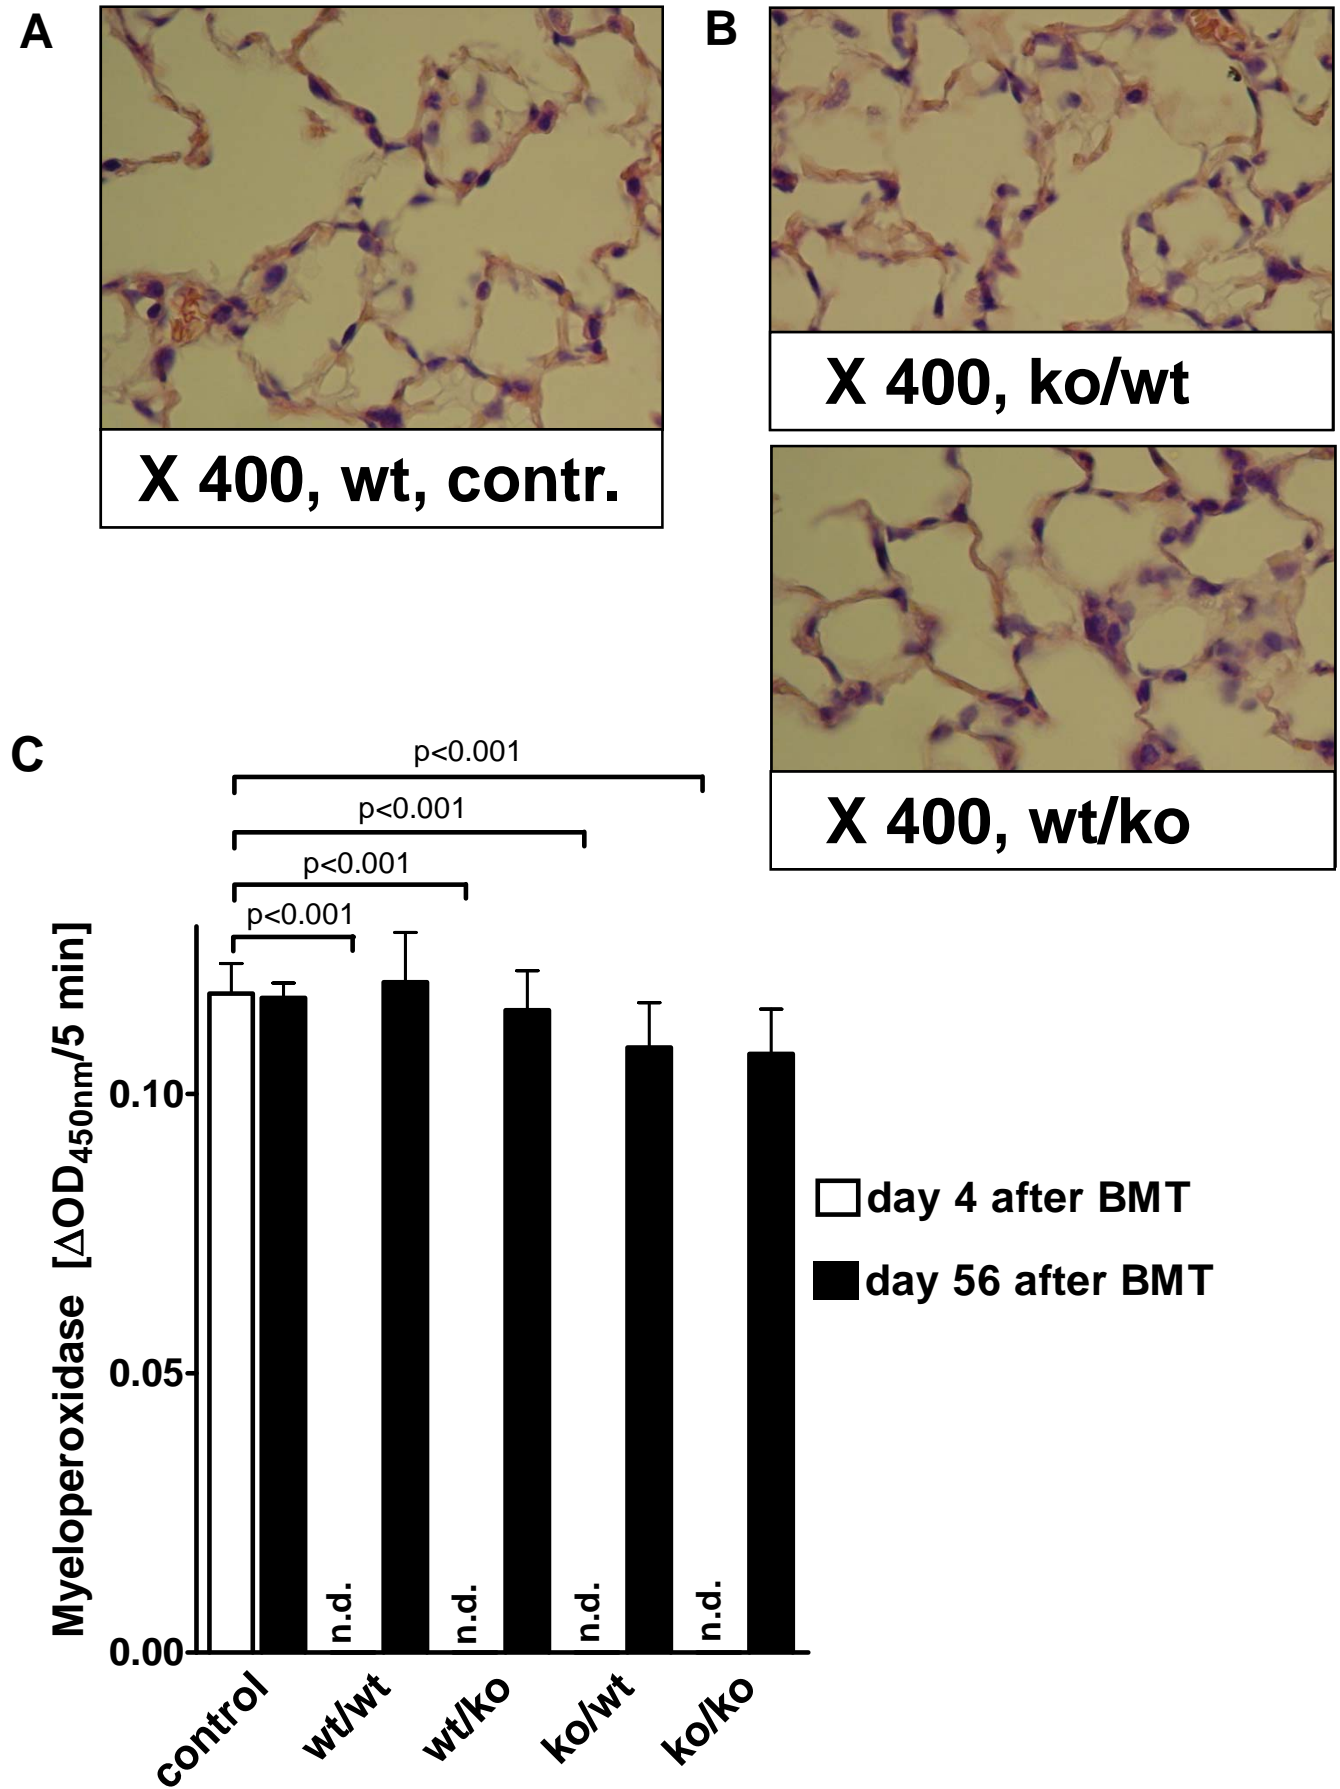 A
B
X 400, wt, contr.
X 400, ko/wt
X 400, wt/ko
C
p<0.001
p<0.001
p<0.001
p<0.001
Myeloperoxidase [ΔOD450nm/5 min]
0.10
0.05
0.00
n.d.
n.d.
n.d.
n.d.
control
wt/wt
wt/ko
ko/wt
ko/ko
day 4 after BMT
day 56 after BMT